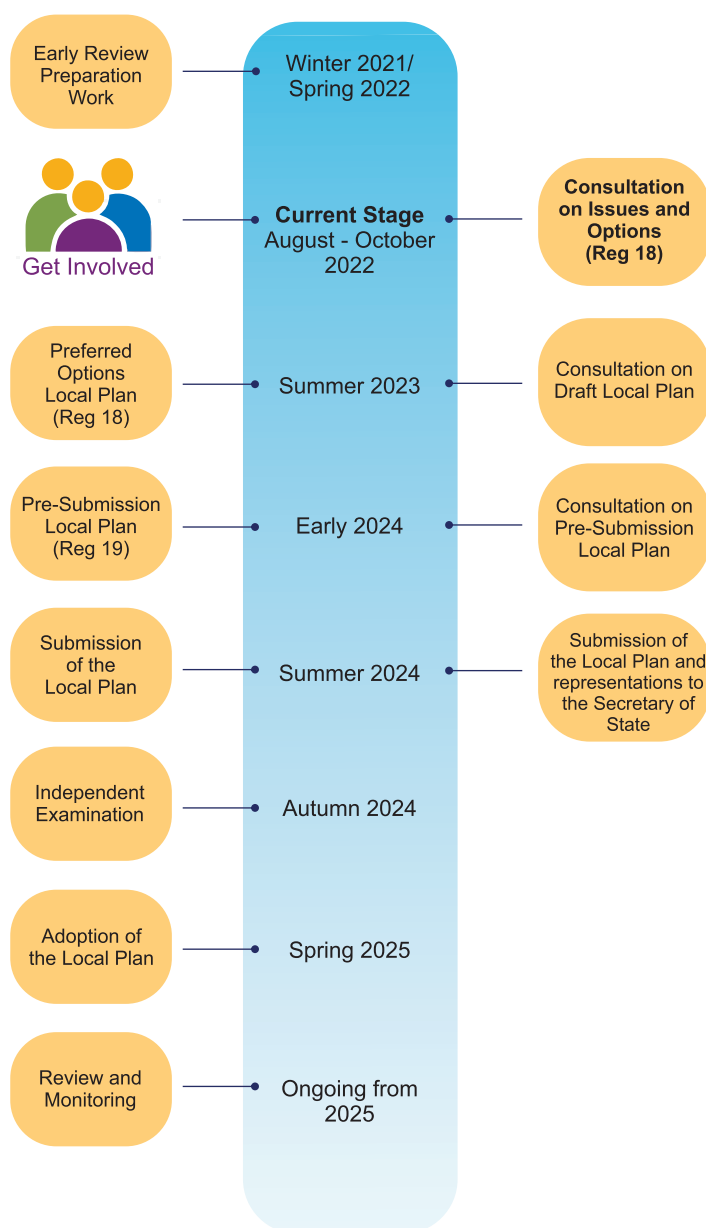 Early Review
Preparation
Work
Winter 2021/
Spring 2022
Get Involved
Current Stage
August - October
2022
Consultation
on Issues and
Options
(Reg 18)
Preferred
Options
Local Plan
(Reg 18)
Summer 2023
Consultation on
Draft Local Plan
Pre-Submission
Local Plan
(Reg 19)
Early 2024
Consultation on
Pre-Submission
Local Plan
Submission
of the
Local Plan
Summer 2024
Submission of
the Local Plan and
representations to
the Secretary of
State
Independent
Examination
Autumn 2024
Adoption of
the Local Plan
Spring 2025
Review and
Monitoring
Ongoing from
2025